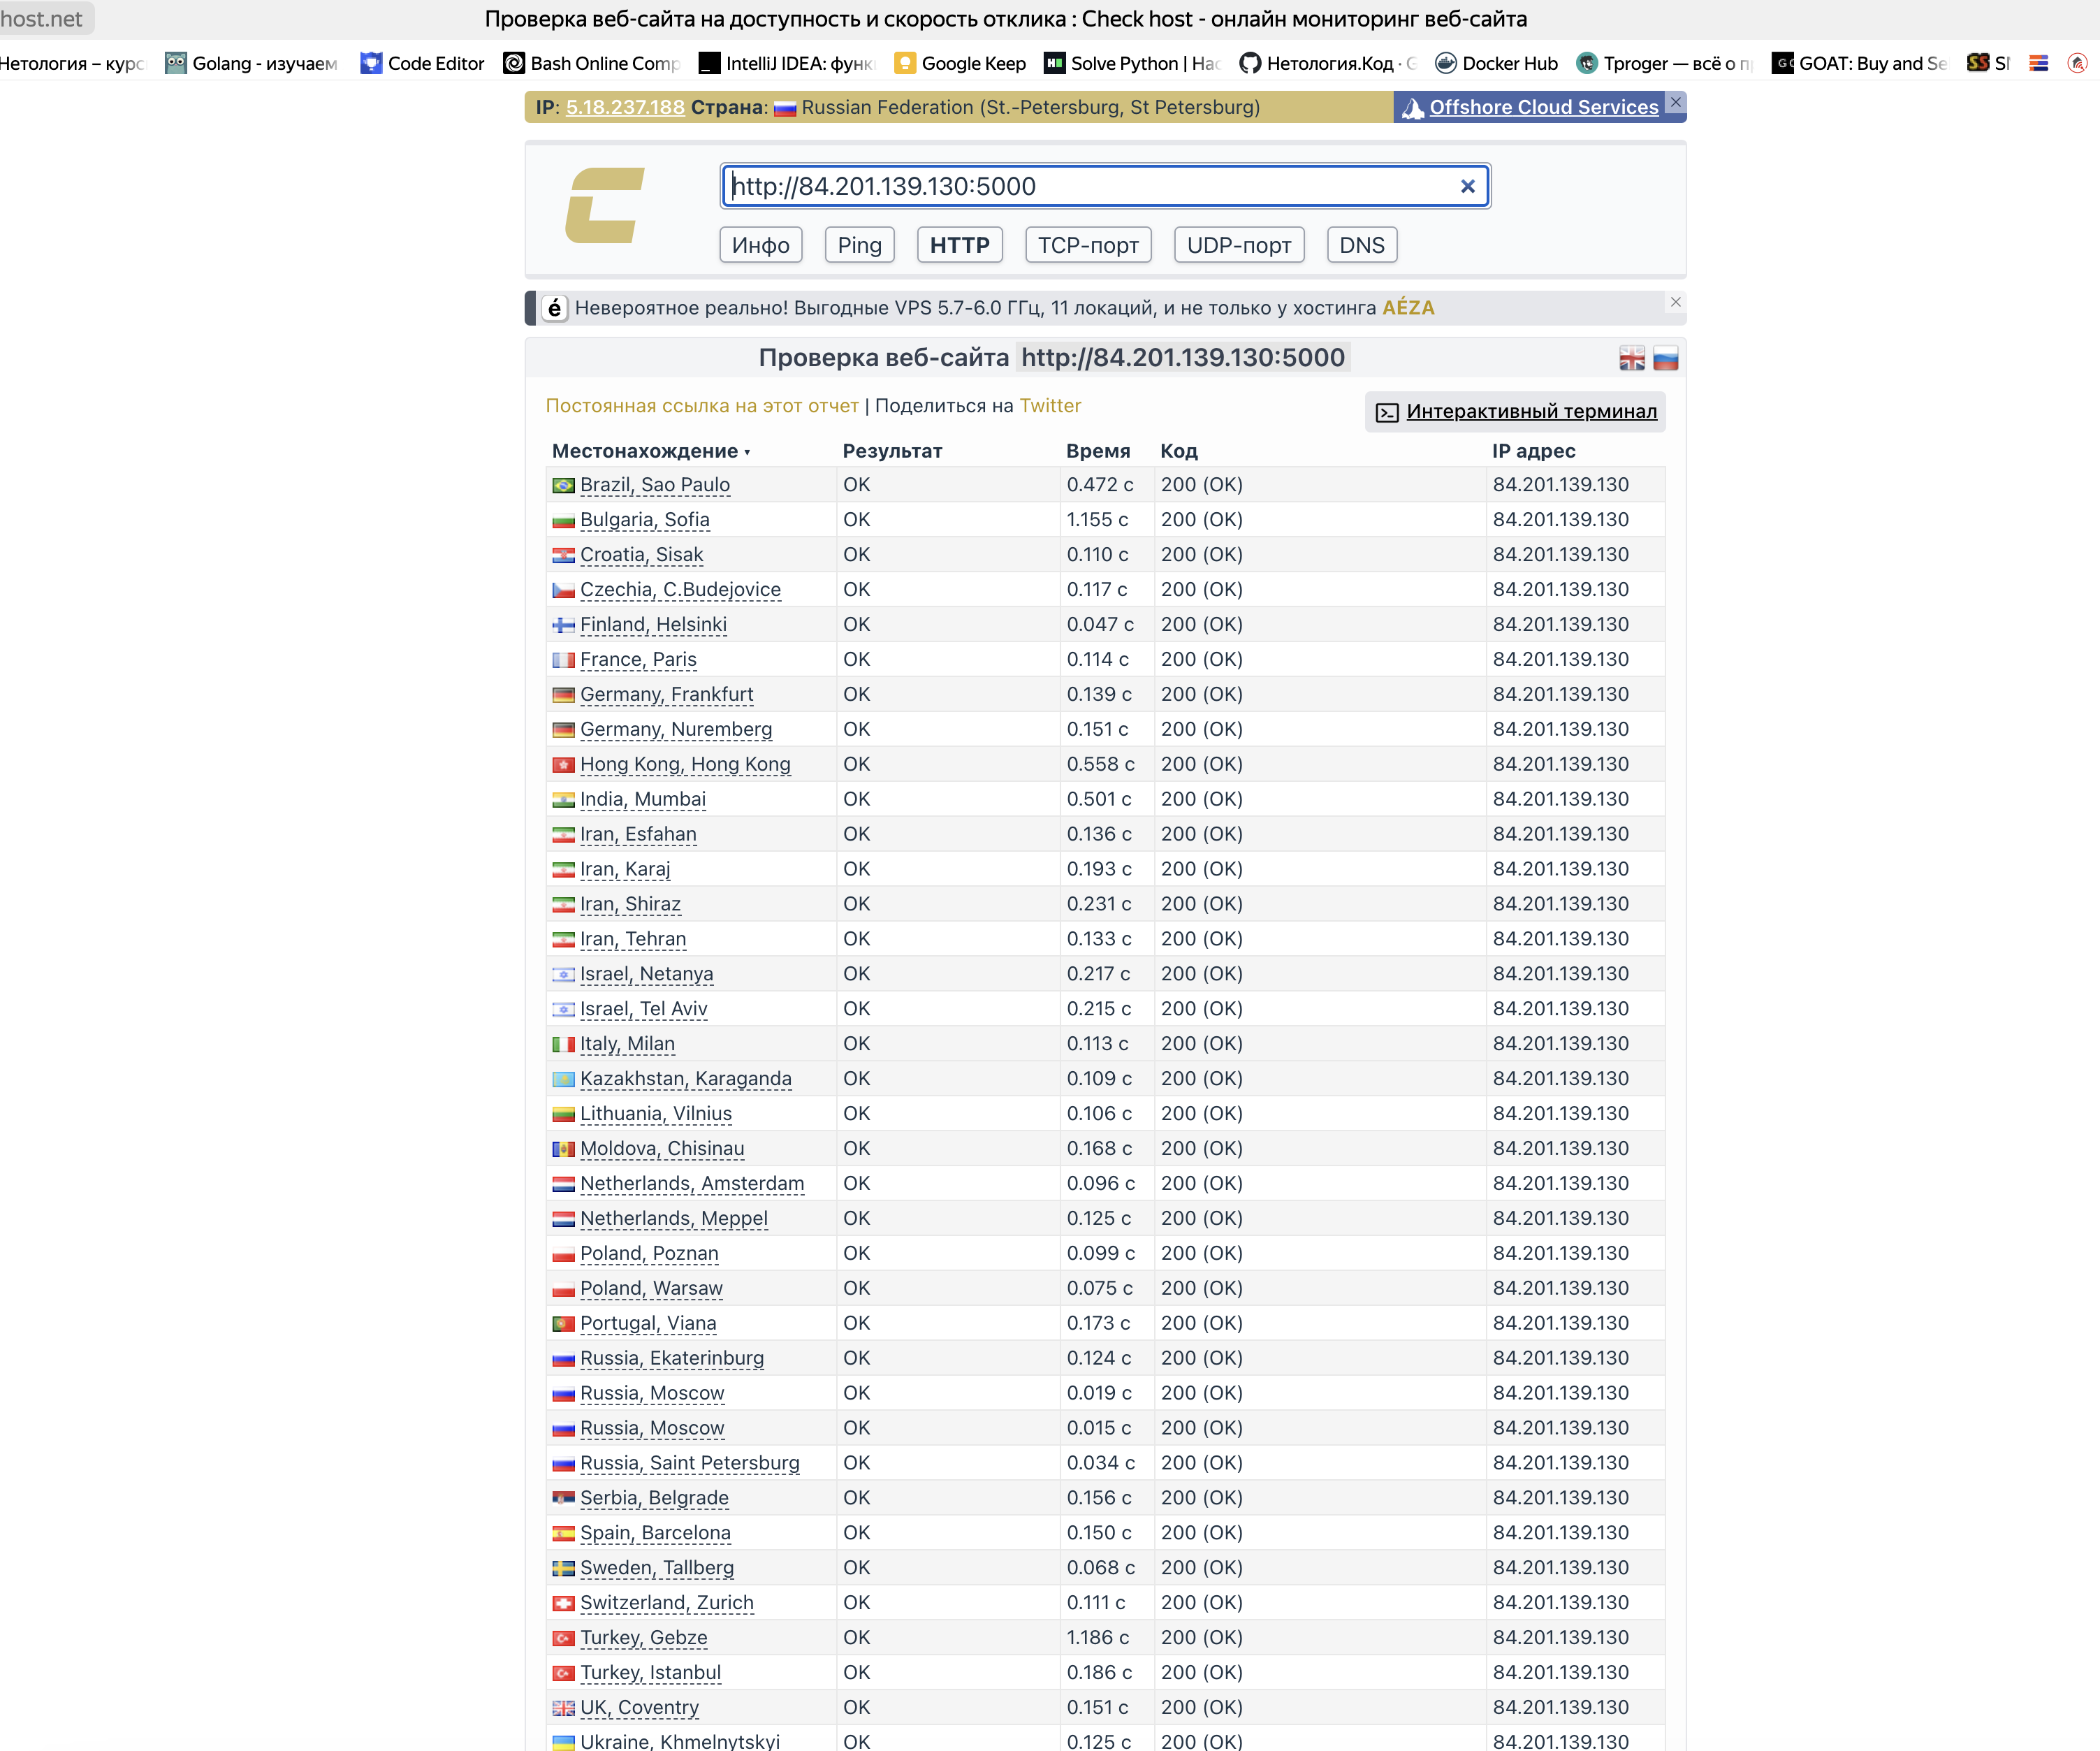 host.net
Проверка веб-сайта на доступность и скорость отклика : Check host - онлайн мониторинг веб-сайта
Нетология – курс Golang - изучаем Code Editor Bash Online Comp IntelliJ IDEA: функ Google Keep Solve Python | Hac Нетология.Код · G Docker Hub Tproger — всё о п GOAT: Buy and Se
IP: 5.18.237.188 Страна: Russian Federation (St.-Petersburg, St Petersburg) Offshore Cloud Services
http://84.201.139.130:5000
Инфо Ping HTTP TCP-порт UDP-порт DNS
é Невероятное реально! Выгодные VPS 5.7-6.0 ГГц, 11 локаций, и не только у хостинга AÉZA
Проверка веб-сайта http://84.201.139.130:5000
Постоянная ссылка на этот отчет | Поделиться на Twitter
Интерактивный терминал
Местонахождение Результат Время Код IP адрес
Brazil, Sao Paulo OK 0.472 с 200 (OK) 84.201.139.130
Bulgaria, Sofia OK 1.155 с 200 (OK) 84.201.139.130
Croatia, Sisak OK 0.110 с 200 (OK) 84.201.139.130
Czechia, C.Budejovice OK 0.117 с 200 (OK) 84.201.139.130
Finland, Helsinki OK 0.047 с 200 (OK) 84.201.139.130
France, Paris OK 0.114 с 200 (OK) 84.201.139.130
Germany, Frankfurt OK 0.139 с 200 (OK) 84.201.139.130
Germany, Nuremberg OK 0.151 с 200 (OK) 84.201.139.130
Hong Kong, Hong Kong OK 0.558 с 200 (OK) 84.201.139.130
India, Mumbai OK 0.501 с 200 (OK) 84.201.139.130
Iran, Esfahan OK 0.136 с 200 (OK) 84.201.139.130
Iran, Karaj OK 0.193 с 200 (OK) 84.201.139.130
Iran, Shiraz OK 0.231 с 200 (OK) 84.201.139.130
Iran, Tehran OK 0.133 с 200 (OK) 84.201.139.130
Israel, Netanya OK 0.217 с 200 (OK) 84.201.139.130
Israel, Tel Aviv OK 0.215 с 200 (OK) 84.201.139.130
Italy, Milan OK 0.113 с 200 (OK) 84.201.139.130
Kazakhstan, Karaganda OK 0.109 с 200 (OK) 84.201.139.130
Lithuania, Vilnius OK 0.106 с 200 (OK) 84.201.139.130
Moldova, Chisinau OK 0.168 с 200 (OK) 84.201.139.130
Netherlands, Amsterdam OK 0.096 с 200 (OK) 84.201.139.130
Netherlands, Meppel OK 0.125 с 200 (OK) 84.201.139.130
Poland, Poznan OK 0.099 с 200 (OK) 84.201.139.130
Poland, Warsaw OK 0.075 с 200 (OK) 84.201.139.130
Portugal, Viana OK 0.173 с 200 (OK) 84.201.139.130
Russia, Ekaterinburg OK 0.124 с 200 (OK) 84.201.139.130
Russia, Moscow OK 0.019 с 200 (OK) 84.201.139.130
Russia, Moscow OK 0.015 с 200 (OK) 84.201.139.130
Russia, Saint Petersburg OK 0.034 с 200 (OK) 84.201.139.130
Serbia, Belgrade OK 0.156 с 200 (OK) 84.201.139.130
Spain, Barcelona OK 0.150 с 200 (OK) 84.201.139.130
Sweden, Tallberg OK 0.068 с 200 (OK) 84.201.139.130
Switzerland, Zurich OK 0.111 с 200 (OK) 84.201.139.130
Turkey, Gebze OK 1.186 с 200 (OK) 84.201.139.130
Turkey, Istanbul OK 0.186 с 200 (OK) 84.201.139.130
UK, Coventry OK 0.151 с 200 (OK) 84.201.139.130
Ukraine, Khmelnytskyi OK 0.125 с 200 (OK) 84.201.139.130